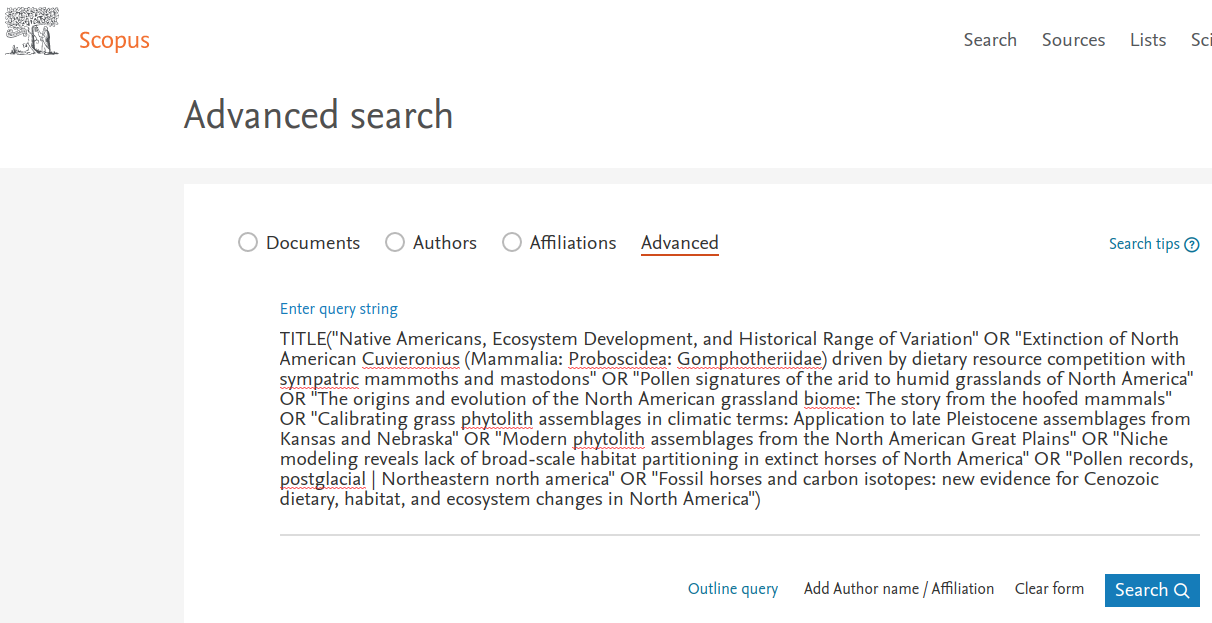 Scopus
Search Sources Lists Sci
Advanced search
Documents Authors Affiliations Advanced
Search tips ?
Enter query string
TITLE("Native Americans, Ecosystem Development, and Historical Range of Variation" OR "Extinction of North
American Cuvieronius (Mammalia: Proboscidea: Gomphotheriidae) driven by dietary resource competition with
sympatric mammoths and mastodons" OR "Pollen signatures of the arid to humid grasslands of North America"
OR "The origins and evolution of the North American grassland biome: The story from the hoofed mammals"
OR "Calibrating grass phytolith assemblages in climatic terms: Application to late Pleistocene assemblages from
Kansas and Nebraska" OR "Modern phytolith assemblages from the North American Great Plains" OR "Niche
modeling reveals lack of broad-scale habitat partitioning in extinct horses of North America" OR "Pollen records,
postglacial | Northeastern north america" OR "Fossil horses and carbon isotopes: new evidence for Cenozoic
dietary, habitat, and ecosystem changes in North America")
Outline query Add Author name / Affiliation Clear form Search